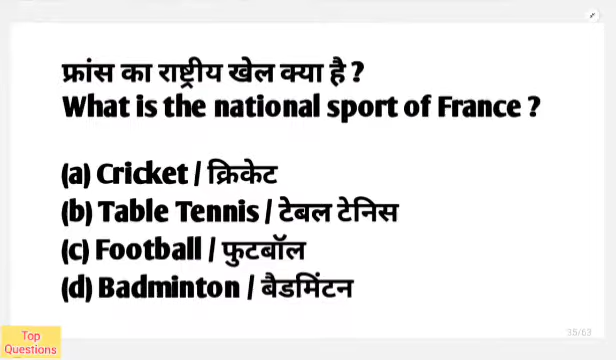 फ्रांस का राष्ट्रीय खेल क्या है ?
What is the national sport of France ?
(a) Cricket / क्रिकेट
(b) Table Tennis / टेबल टेनिस
(c) Football / फुटबॉल
(d) Badminton / बैडमिंटन
35/63
Top
Questions